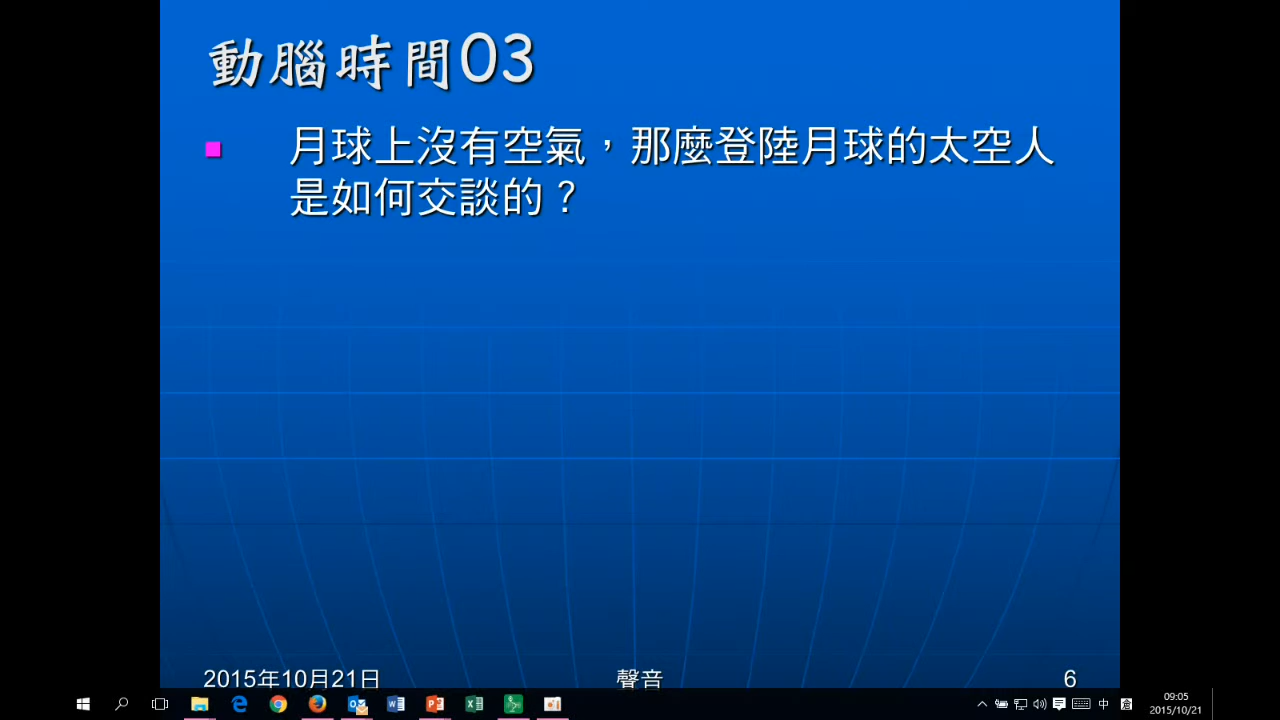 動腦時間03
月球上沒有空氣，那麼登陸月球的太空人
是如何交談的？
2015年10月21日 聲音 6
中 倉
09:05
2015/10/21